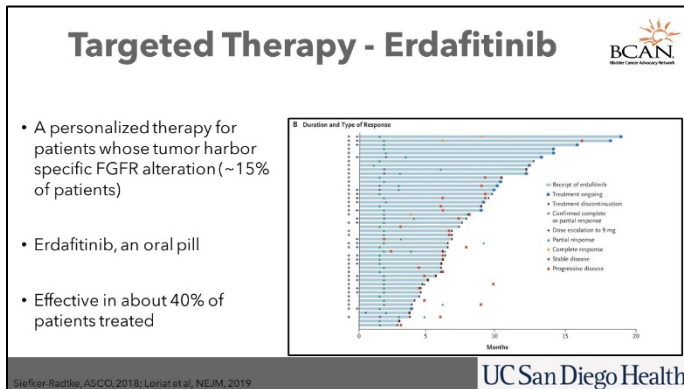 Targeted Therapy - Erdafitinib
BCAN
Bladder Cancer Advocacy Network
• A personalized therapy for
patients whose tumor harbor
specific FGFR alteration (~15%
of patients)
• Erdafitinib, an oral pill
• Effective in about 40% of
patients treated
B Duration and Type of Response
Receipt of erdafitinib
Treatment ongoing
Treatment discontinuation
Confirmed complete
or partial response
Dose escalation to 9 mg
Partial response
Complete response
Stable disease
Progressive disease
0 5 10 15 20
Months
Siefker-Radtke, ASCO, 2018; Loriot et al, NEJM, 2019
UC San Diego Health